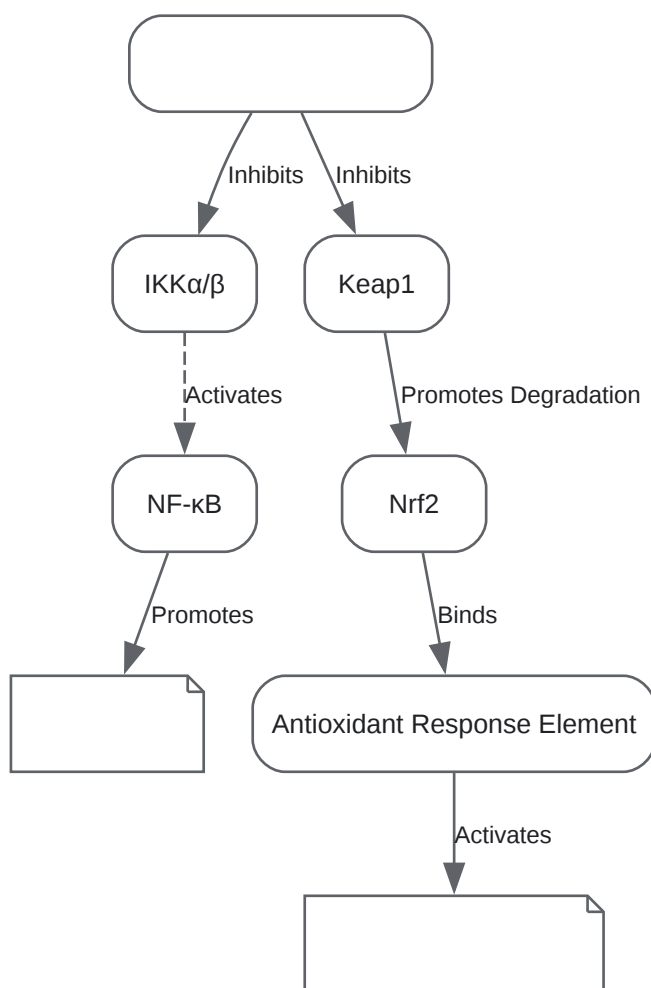 Inhibits
Inhibits
IKKα/β
Keap1
Activates
Promotes Degradation
NF-κB
Nrf2
Promotes
Binds
Antioxidant Response Element
Activates